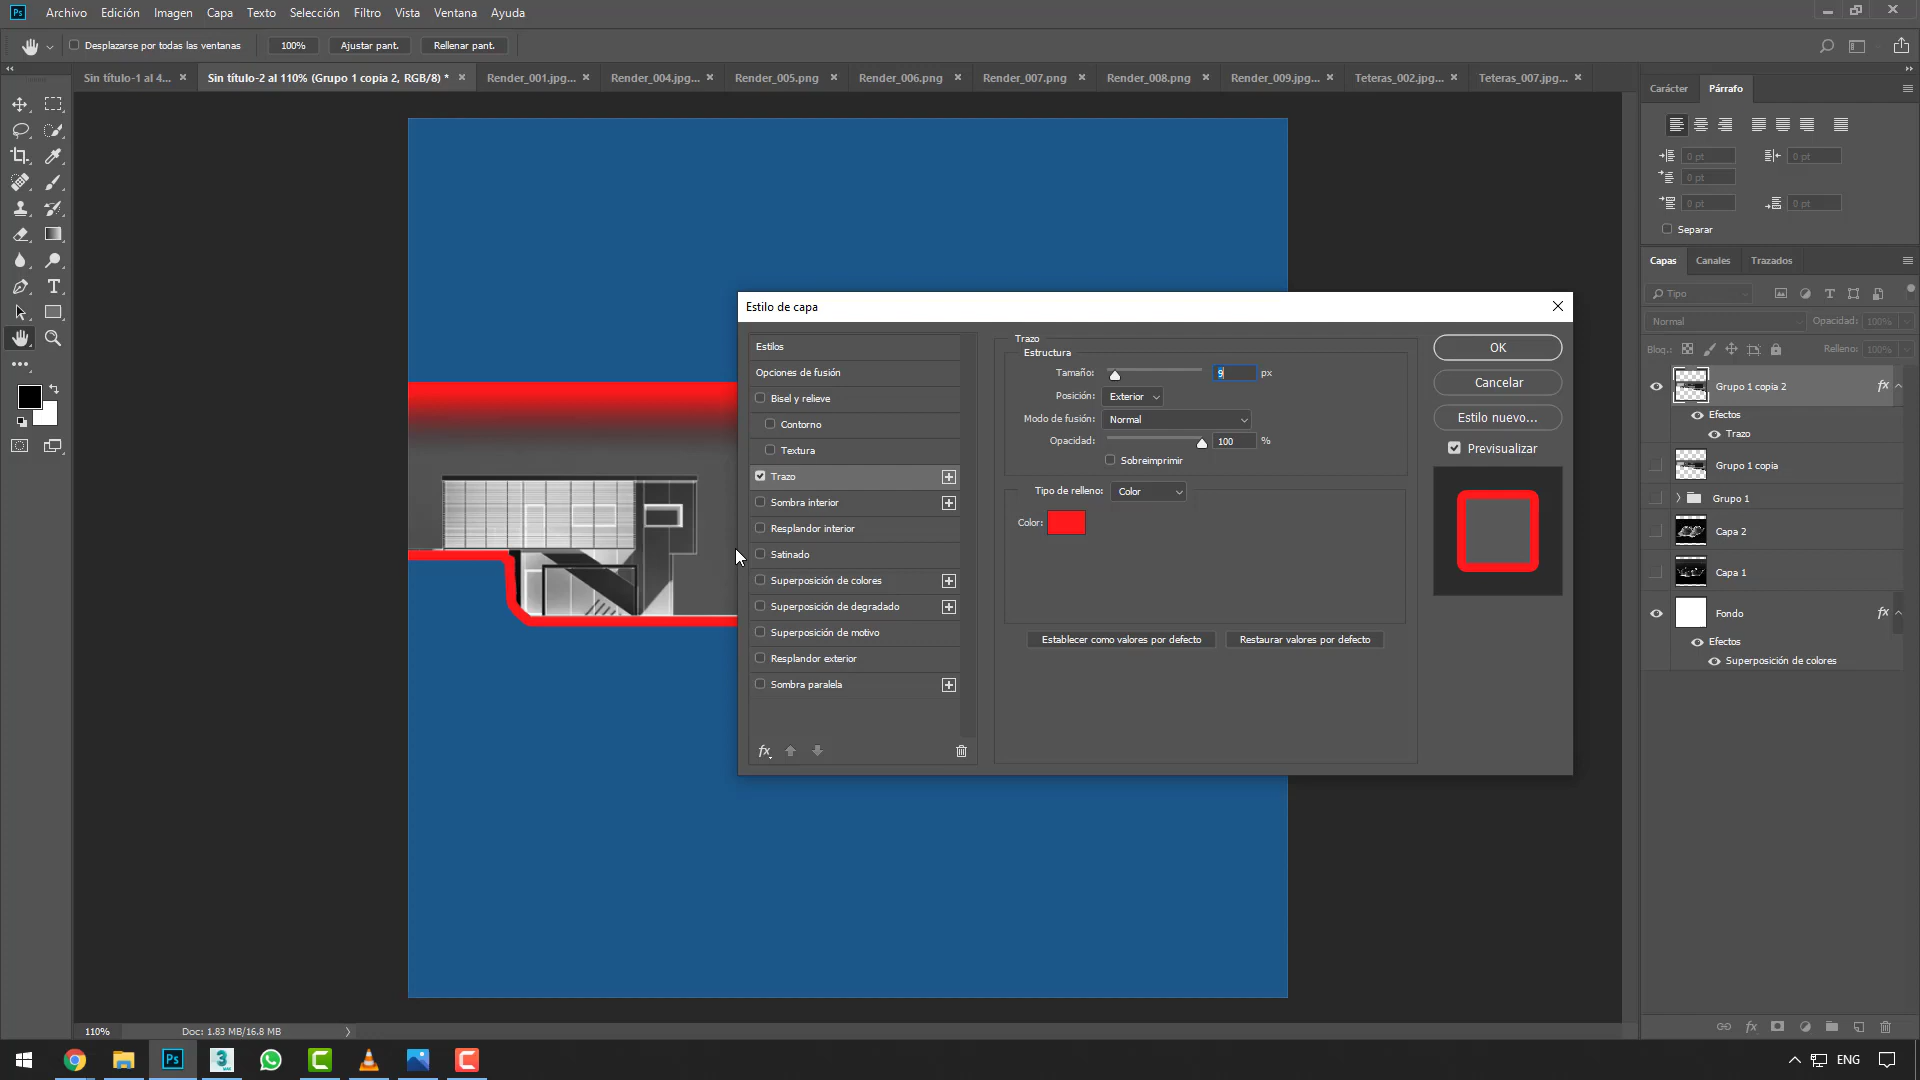 Ps Archivo Edición Imagen Capa Texto Selección Filtro Vista Ventana Ayuda
Desplazarse por todas las ventanas 100% Ajustar pant. Rellenar pant.
Sin título-1 al 4... × Sin título-2 al 110% (Grupo 1 copia 2, RGB/8) * × Render_001.jpg... × Render_004.jpg... × Render_005.png × Render_006.png × Render_007.png × Render_008.png × Render_009.jpg... × Teteras_002.jpg... × Teteras_007.jpg... ×
Carácter Párrafo
0 pt 0 pt
0 pt
0 pt 0 pt
Separar
Capas Canales Trazados
Tipo
Normal Opacidad: 100%
Bloq.: Relleno: 100%
Grupo 1 copia 2 fx
Efectos
Trazo
Grupo 1 copia
Grupo 1
Capa 2
Capa 1
Fondo fx
Efectos
Superposición de colores
Estilo de capa
Estilos
Opciones de fusión
Bisel y relieve
Contorno
Textura
Trazo
Sombra interior
Resplandor interior
Satinado
Superposición de colores
Superposición de degradado
Superposición de motivo
Resplandor exterior
Sombra paralela
fx
Trazo
Estructura
Tamaño: 9 px
Posición: Exterior
Modo de fusión: Normal
Opacidad: 100 %
Sobreimprimir
Tipo de relleno: Color
Color:
Establecer como valores por defecto Restaurar valores por defecto
OK
Cancelar
Estilo nuevo...
Previsualizar
110% Doc: 1.83 MB/16.8 MB
fx
Ps 3 MAX C C ENG